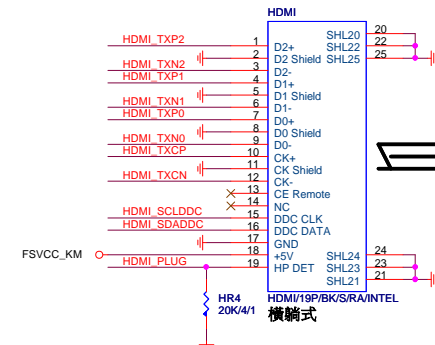 HDMI
HDMI_TXP2 1 D2+ SHL20 20
2 D2 Shield SHL22 22
HDMI_TXN2 3 D2- SHL25 25
HDMI_TXP1 4 D1+
5 D1 Shield
HDMI_TXN1 6 D1-
HDMI_TXP0 7 D0+
8 D0 Shield
HDMI_TXN0 9 D0-
HDMI_TXCP 10 CK+
11 CK Shield
HDMI_TXCN 12 CK-
13 CE Remote
14 NC
HDMI_SCLDDC 15 DDC CLK
HDMI_SDADDC 16 DDC DATA
17 GND
FSVCC_KM 18 +5V SHL24 24
HDMI_PLUG 19 HP DET SHL23 23
SHL21 21
HR4
20K/4/1
HDMI/19P/BK/S/RA/INTEL
橫躺式